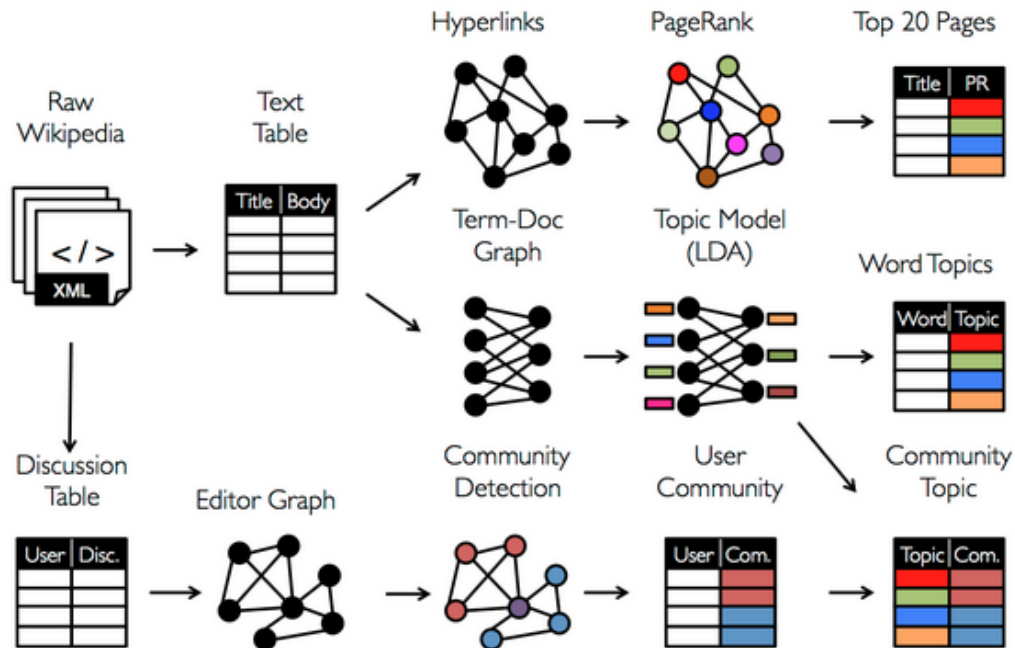 Hyperlinks
PageRank
Top 20 Pages
Raw
Wikipedia
Text
Table
Title
PR
Title
Body
</>
XML
Term-Doc
Graph
Topic Model
(LDA)
Word Topics
Word
Topic
Discussion
Table
Editor Graph
Community
Detection
User
Community
Community
Topic
User
Disc.
User
Com.
Topic
Com.